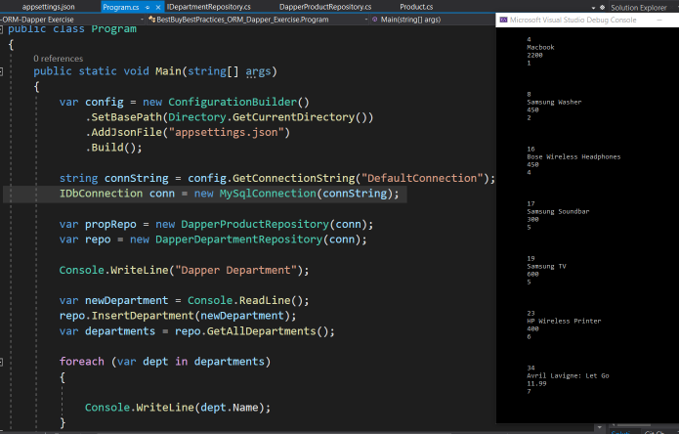 appsettings.json
Program.cs
IDepartmentRepository.cs
DapperProductRepository.cs
Product.cs
Solution Explorer
-ORM-Dapper Exercise
BestBuyBestPractices_ORM_Dapper_Exercise.Program
Main(string[] args)
public class Program
{
0 references
public static void Main(string[] args)
{
var config = new ConfigurationBuilder()
.SetBasePath(Directory.GetCurrentDirectory())
.AddJsonFile("appsettings.json")
.Build();
string connString = config.GetConnectionString("DefaultConnection");
IDbConnection conn = new MySqlConnection(connString);
var propRepo = new DapperProductRepository(conn);
var repo = new DapperDepartmentRepository(conn);
Console.WriteLine("Dapper Department");
var newDepartment = Console.ReadLine();
repo.InsertDepartment(newDepartment);
var departments = repo.GetAllDepartments();
foreach (var dept in departments)
{
Console.WriteLine(dept.Name);
}
Microsoft Visual Studio Debug Console
4
Macbook
2200
1
8
Samsung Washer
450
2
16
Bose Wireless Headphones
450
4
17
Samsung Soundbar
300
5
19
Samsung TV
600
5
23
HP Wireless Printer
400
6
34
Avril Lavigne: Let Go
11.99
7